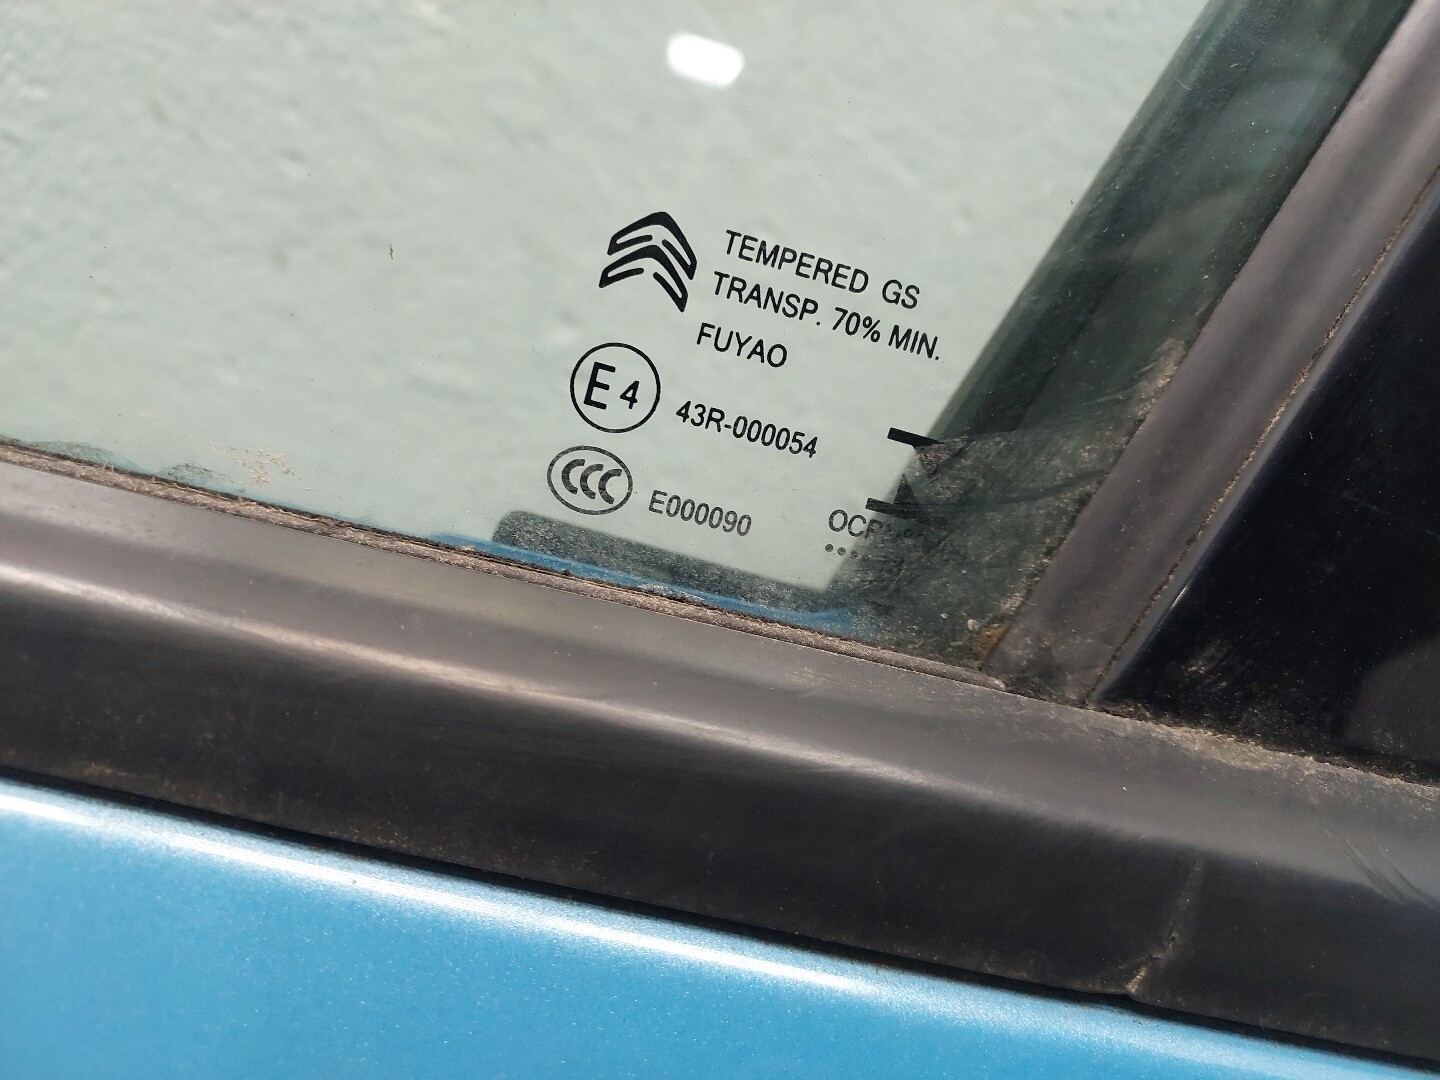 TEMPERED GS
TRANSP. 70% MIN.
FUYAO
E4 43R-000054
CCC E000090